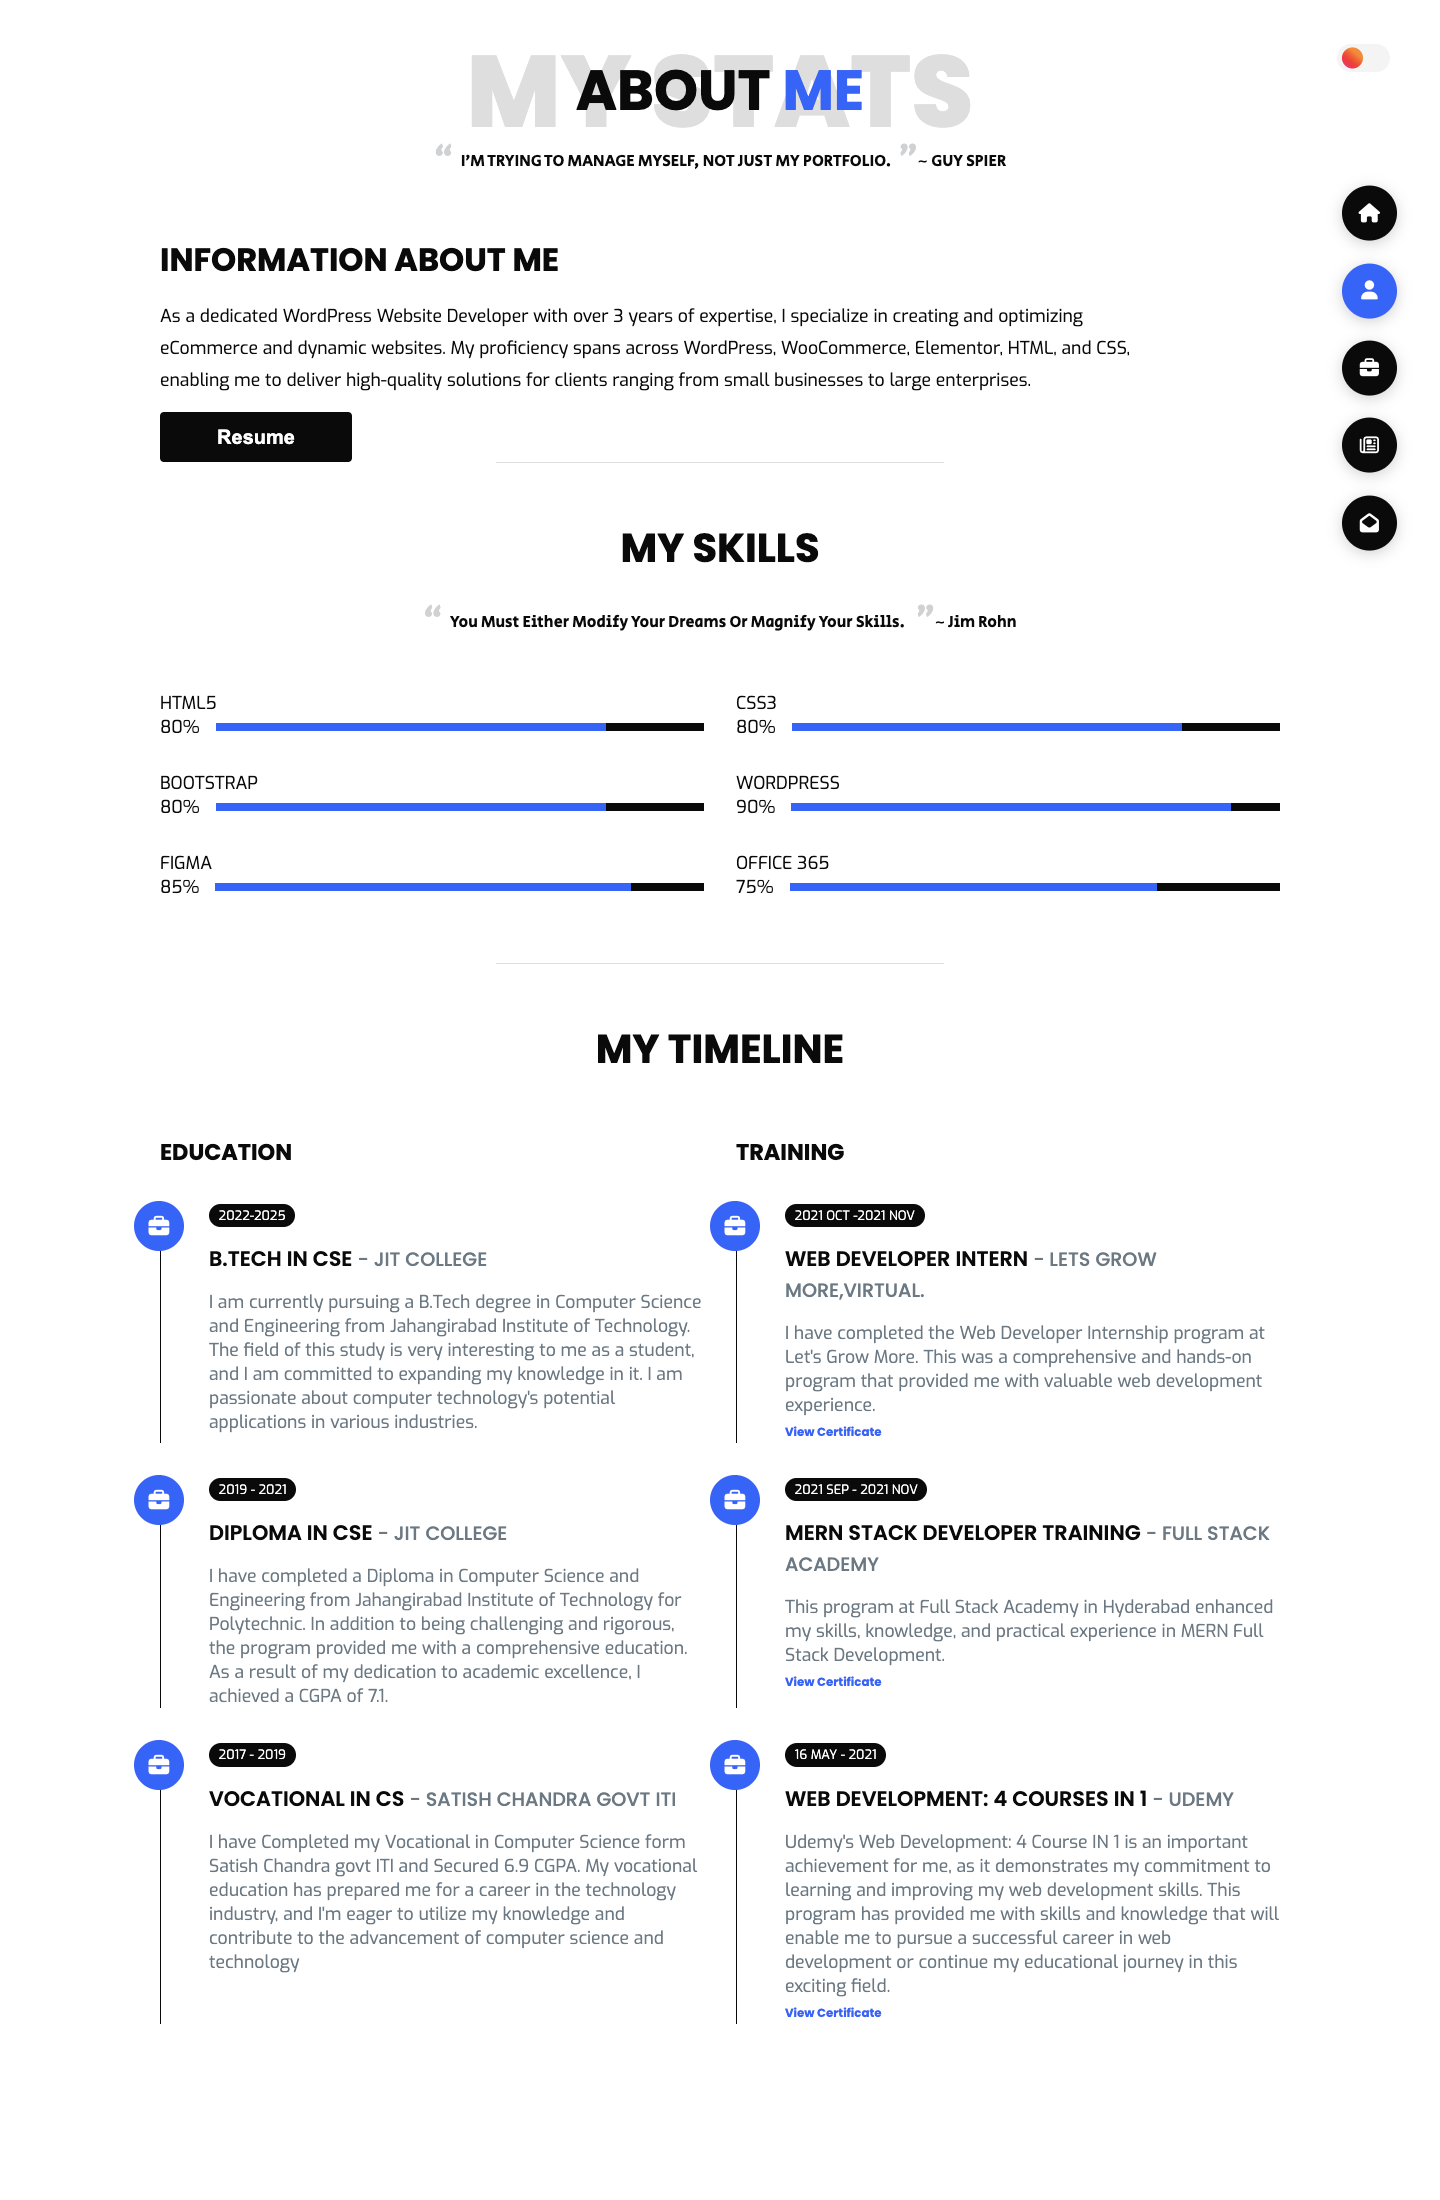 MY STATS
ABOUT ME
“ I’M TRYING TO MANAGE MYSELF, NOT JUST MY PORTFOLIO. ” ~ GUY SPIER
INFORMATION ABOUT ME
As a dedicated WordPress Website Developer with over 3 years of expertise, I specialize in creating and optimizing
eCommerce and dynamic websites. My proficiency spans across WordPress, WooCommerce, Elementor, HTML, and CSS,
enabling me to deliver high-quality solutions for clients ranging from small businesses to large enterprises.
Resume
MY SKILLS
“ You Must Either Modify Your Dreams Or Magnify Your Skills. ” ~ Jim Rohn
HTML5
80%
CSS3
80%
BOOTSTRAP
80%
WORDPRESS
90%
FIGMA
85%
OFFICE 365
75%
MY TIMELINE
EDUCATION
2022-2025
B.TECH IN CSE - JIT COLLEGE
I am currently pursuing a B.Tech degree in Computer Science
and Engineering from Jahangirabad Institute of Technology.
The field of this study is very interesting to me as a student,
and I am committed to expanding my knowledge in it. I am
passionate about computer technology's potential
applications in various industries.
2019 - 2021
DIPLOMA IN CSE - JIT COLLEGE
I have completed a Diploma in Computer Science and
Engineering from Jahangirabad Institute of Technology for
Polytechnic. In addition to being challenging and rigorous,
the program provided me with a comprehensive education.
As a result of my dedication to academic excellence, I
achieved a CGPA of 7.1.
2017 - 2019
VOCATIONAL IN CS - SATISH CHANDRA GOVT ITI
I have Completed my Vocational in Computer Science form
Satish Chandra govt ITI and Secured 6.9 CGPA. My vocational
education has prepared me for a career in the technology
industry, and I'm eager to utilize my knowledge and
contribute to the advancement of computer science and
technology
TRAINING
2021 OCT -2021 NOV
WEB DEVELOPER INTERN - LETS GROW
MORE,VIRTUAL.
I have completed the Web Developer Internship program at
Let's Grow More. This was a comprehensive and hands-on
program that provided me with valuable web development
experience.
View Certificate
2021 SEP - 2021 NOV
MERN STACK DEVELOPER TRAINING - FULL STACK
ACADEMY
This program at Full Stack Academy in Hyderabad enhanced
my skills, knowledge, and practical experience in MERN Full
Stack Development.
View Certificate
16 MAY - 2021
WEB DEVELOPMENT: 4 COURSES IN 1 - UDEMY
Udemy's Web Development: 4 Course IN 1 is an important
achievement for me, as it demonstrates my commitment to
learning and improving my web development skills. This
program has provided me with skills and knowledge that will
enable me to pursue a successful career in web
development or continue my educational journey in this
exciting field.
View Certificate